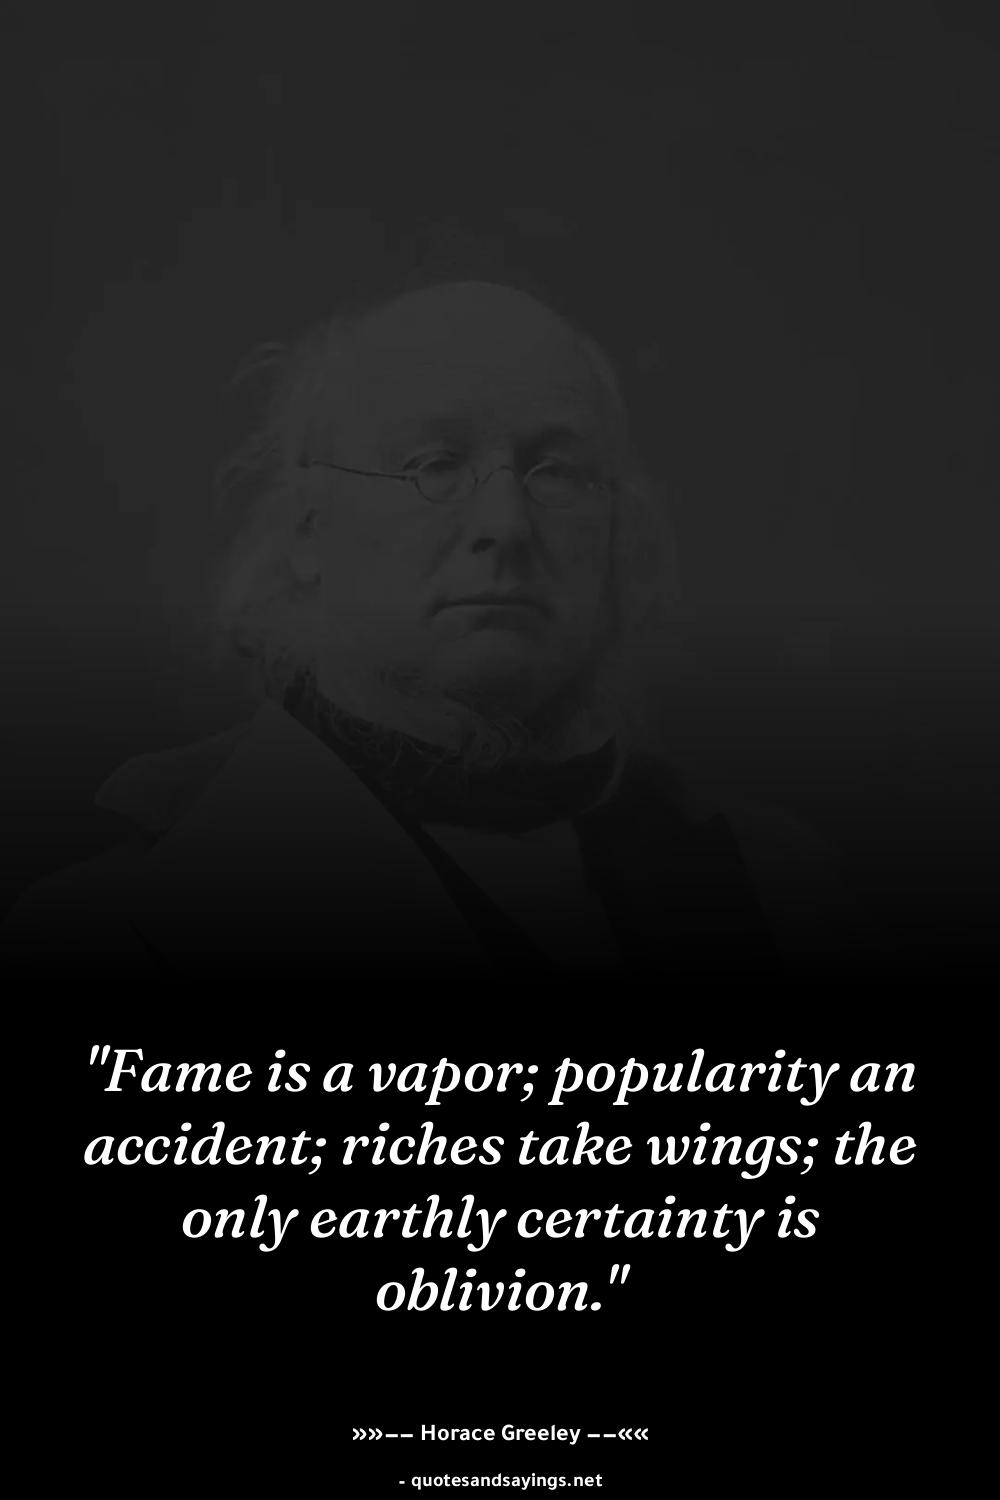 "Fame is a vapor; popularity an
accident; riches take wings; the
only earthly certainty is
oblivion."
»»−− Horace Greeley −−««
- quotesandsayings.net